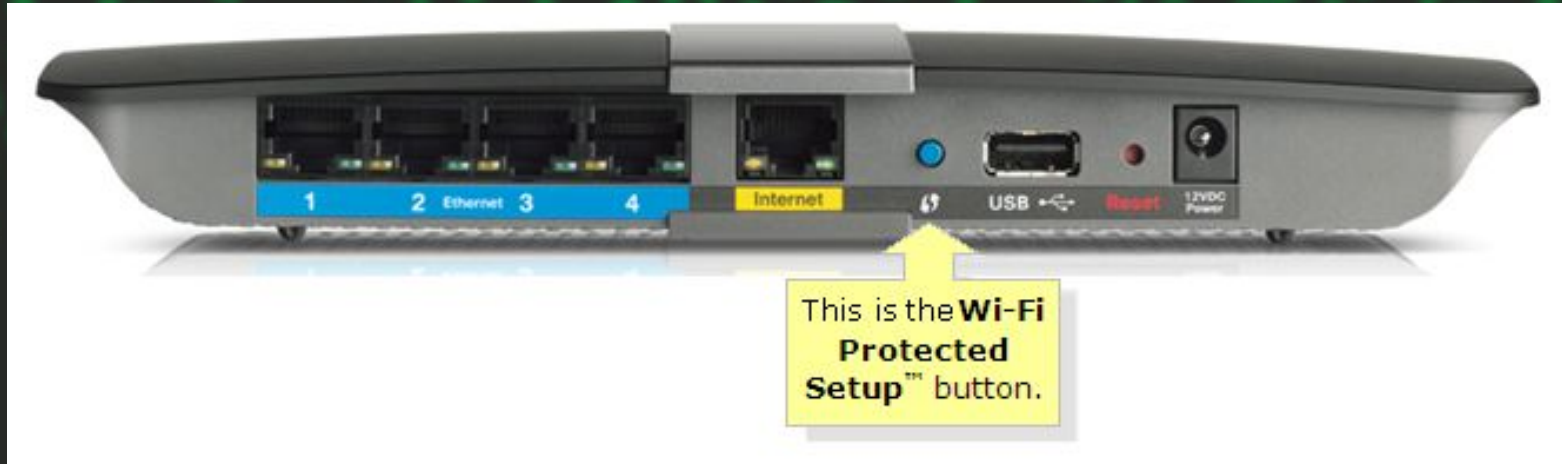 1 2 Ethernet 3 4 Internet USB Reset 12VDC
Power
This is the Wi-Fi
Protected
Setup™ button.